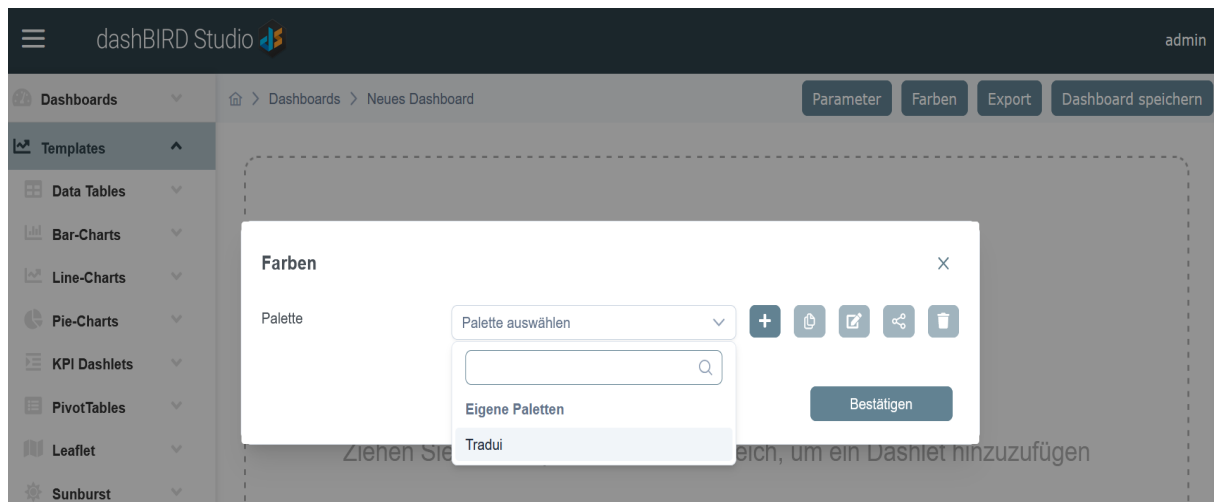 dashBIRD Studio
admin
Dashboards
Dashboards > Neues Dashboard
Parameter
Farben
Export
Dashboard speichern
Templates
Data Tables
Bar-Charts
Line-Charts
Pie-Charts
KPI Dashlets
PivotTables
Leaflet
Sunburst
Farben
Palette
Palette auswählen
Eigene Paletten
Tradui
Bestätigen
Ziehen Sie eich, um ein Dashlet hinzuzufügen